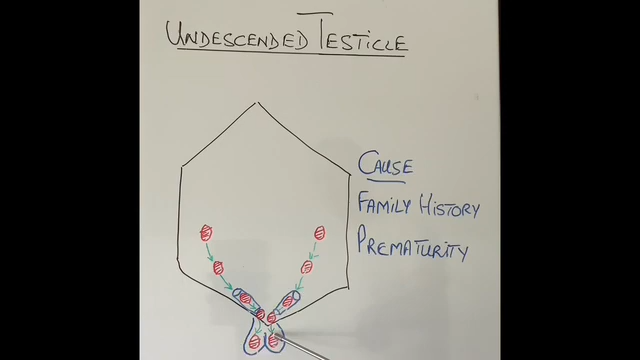 UNDESCENDED TESTICLE
CAUSE
FAMILY HISTORY
PREMATURITY